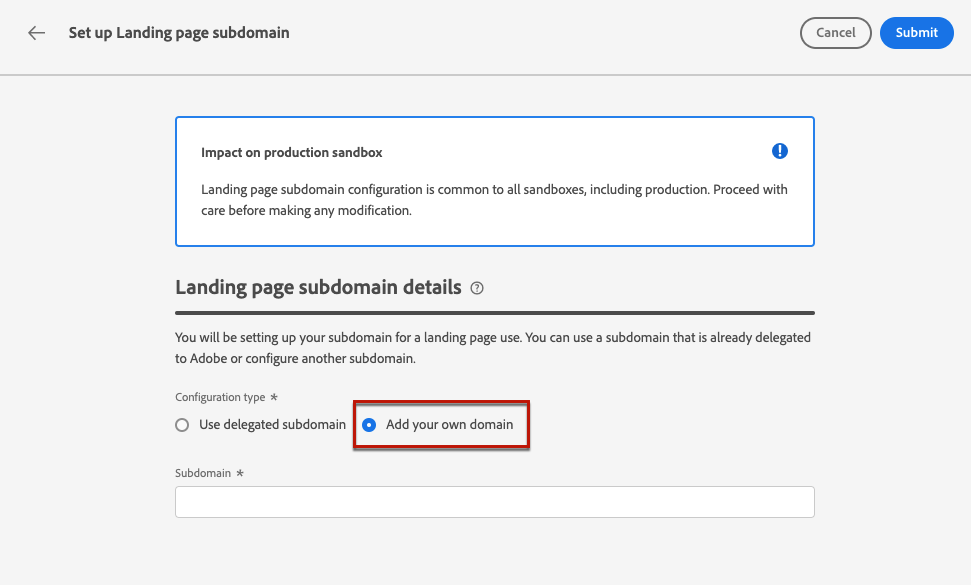 Set up Landing page subdomain
Cancel
Submit
Impact on production sandbox
Landing page subdomain configuration is common to all sandboxes, including production. Proceed with
care before making any modification.
Landing page subdomain details
You will be setting up your subdomain for a landing page use. You can use a subdomain that is already delegated
to Adobe or configure another subdomain.
Configuration type *
Use delegated subdomain
Add your own domain
Subdomain *